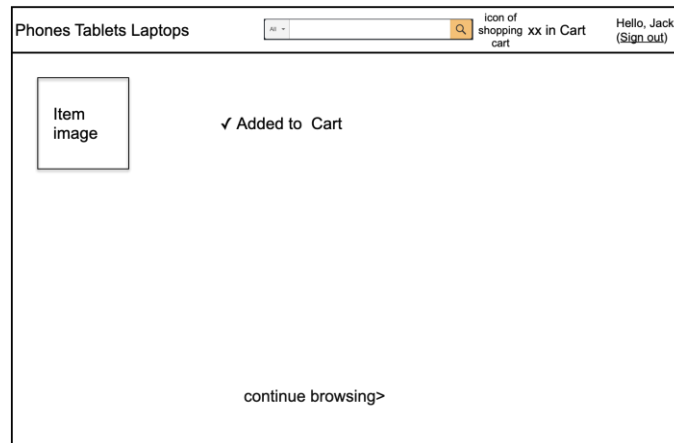 Phones Tablets Laptops
All
icon of
shopping
cart
xx in Cart
Hello, Jack
(Sign out)
Item
image
✓ Added to Cart
continue browsing>